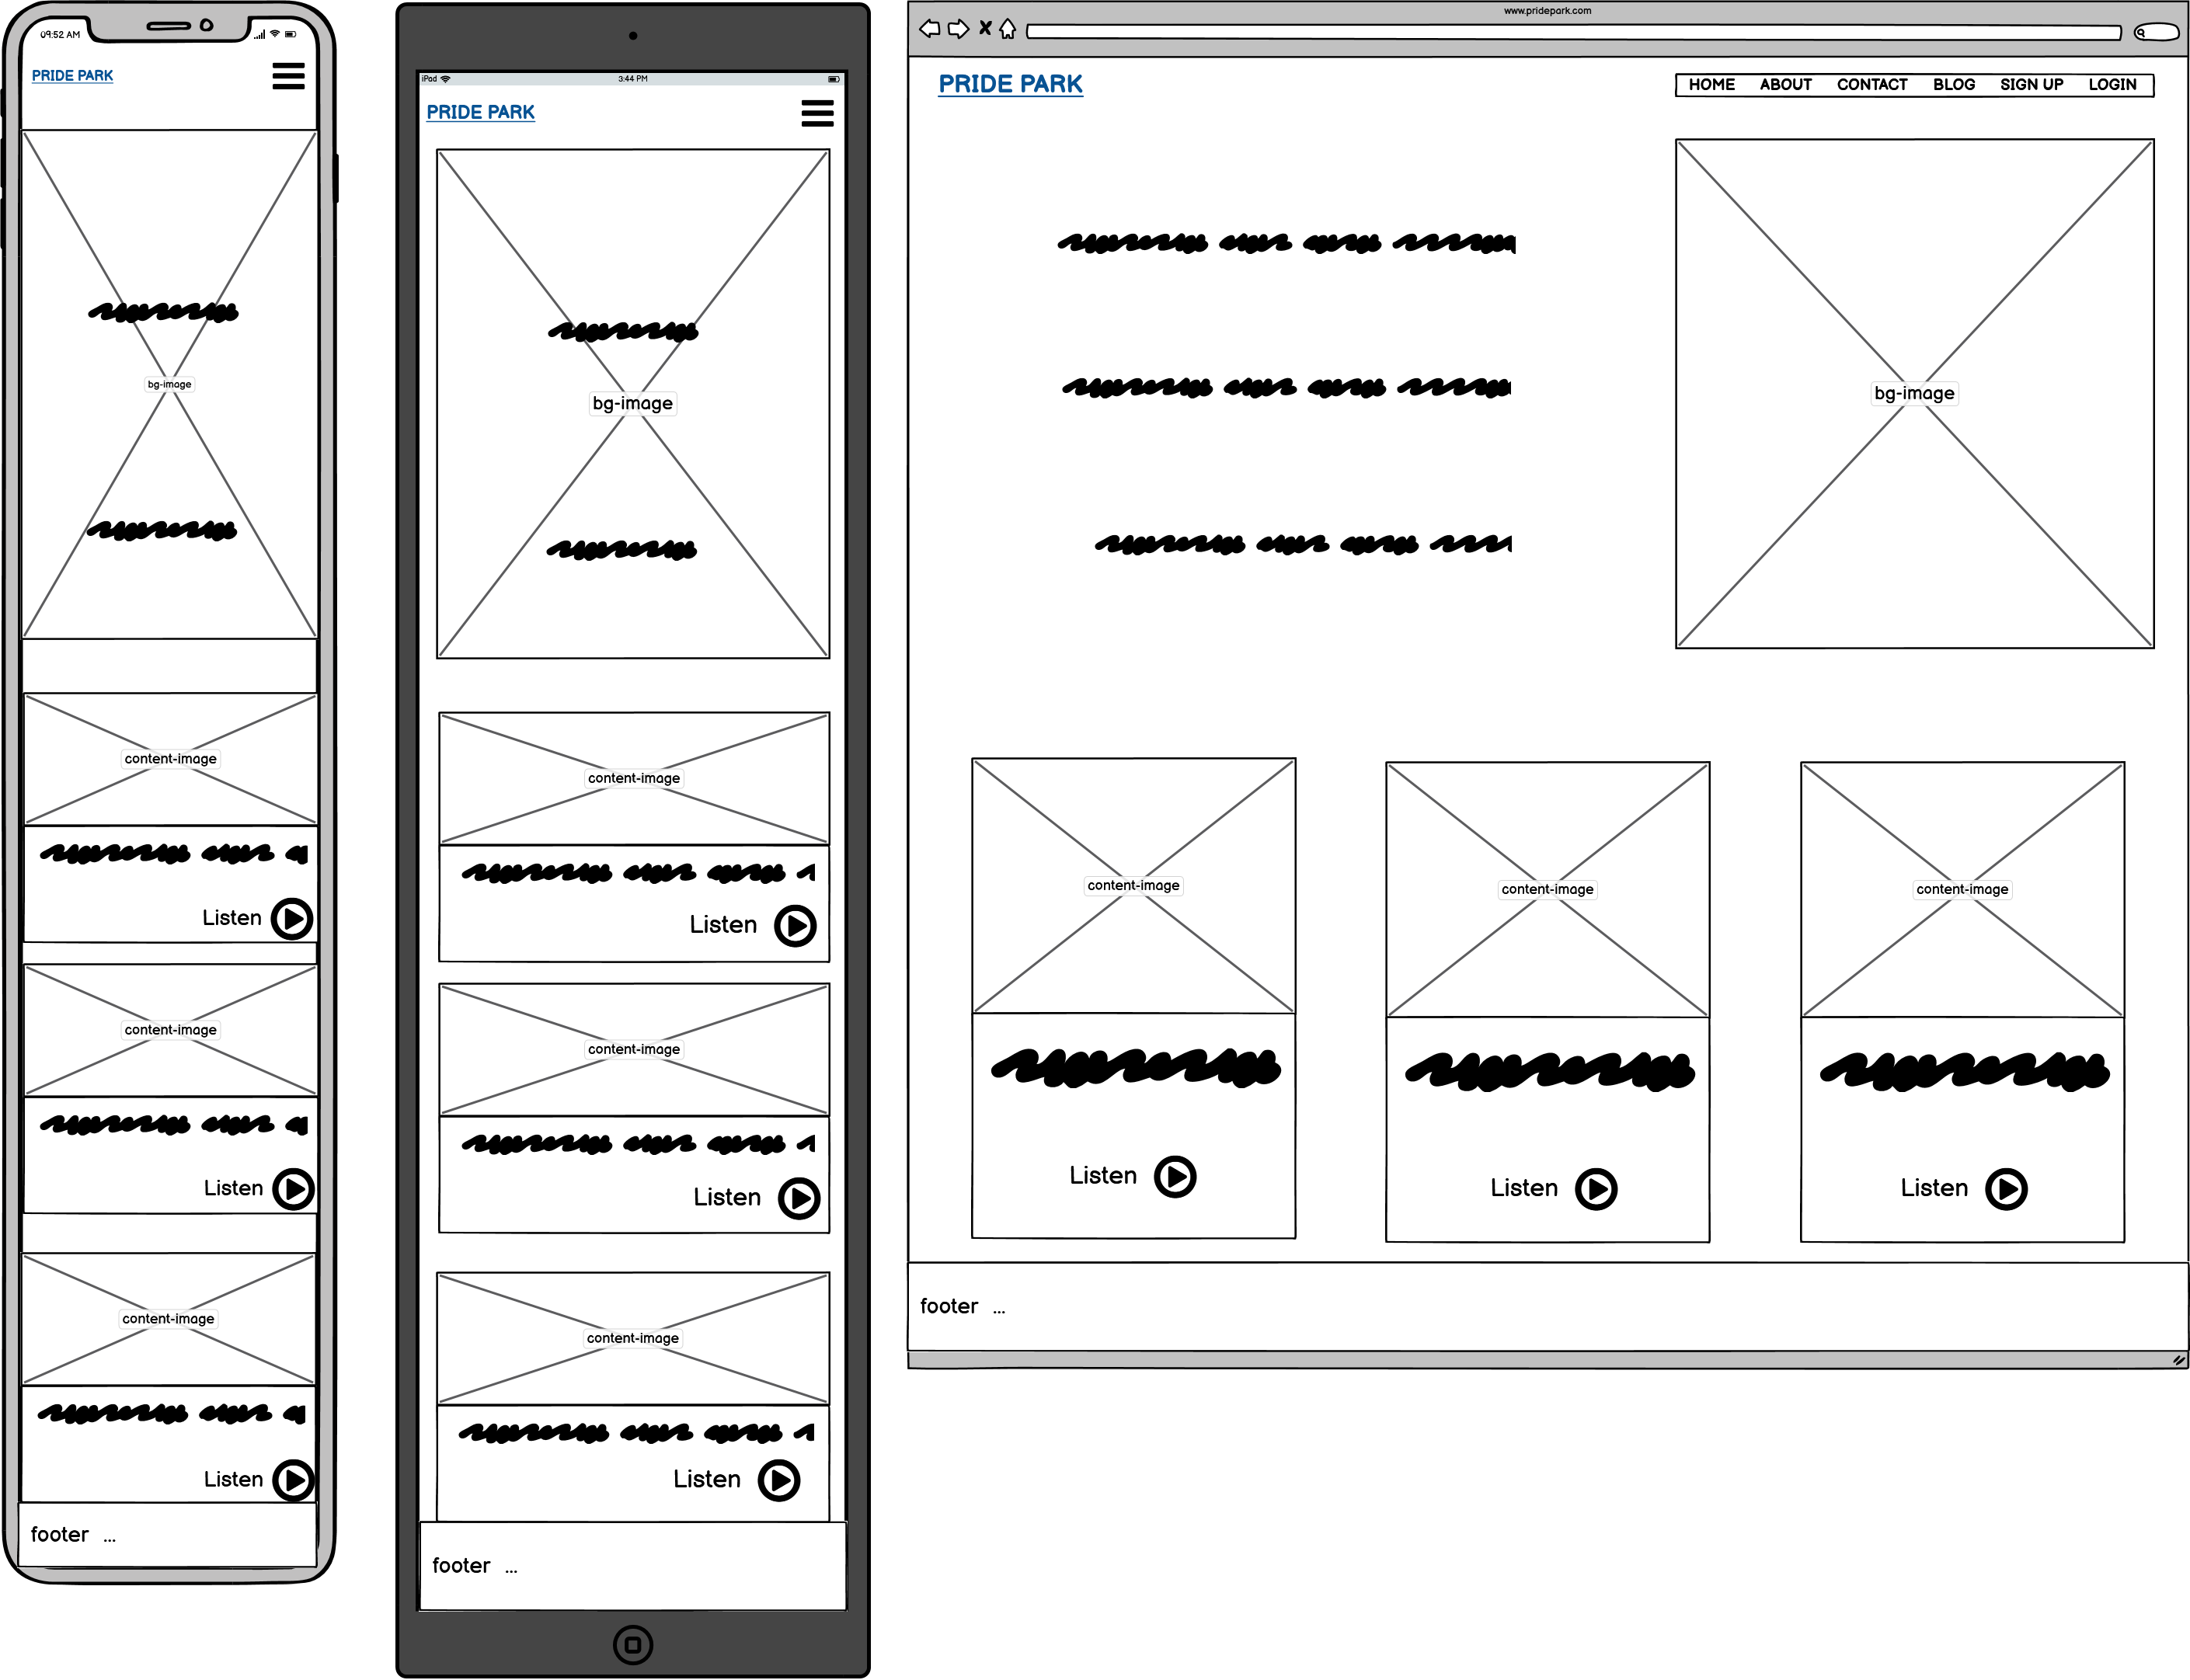 09:52 AM
PRIDE PARK
bg-image
content-image
Listen
content-image
Listen
content-image
Listen
footer ...
iPad
3:44 PM
PRIDE PARK
bg-image
content-image
Listen
content-image
Listen
content-image
Listen
footer ...
www.pridepark.com
PRIDE PARK
HOME ABOUT CONTACT BLOG SIGN UP LOGIN
bg-image
content-image content-image content-image
Listen Listen Listen
footer ...